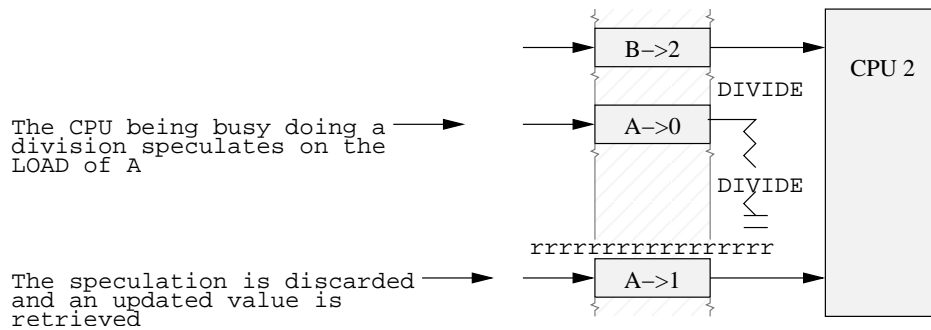 B->2
CPU 2
DIVIDE
The CPU being busy doing a
division speculates on the
LOAD of A
A->0
DIVIDE
rrrrrrrrrrrrrrrrr
The speculation is discarded
and an updated value is
retrieved
A->1